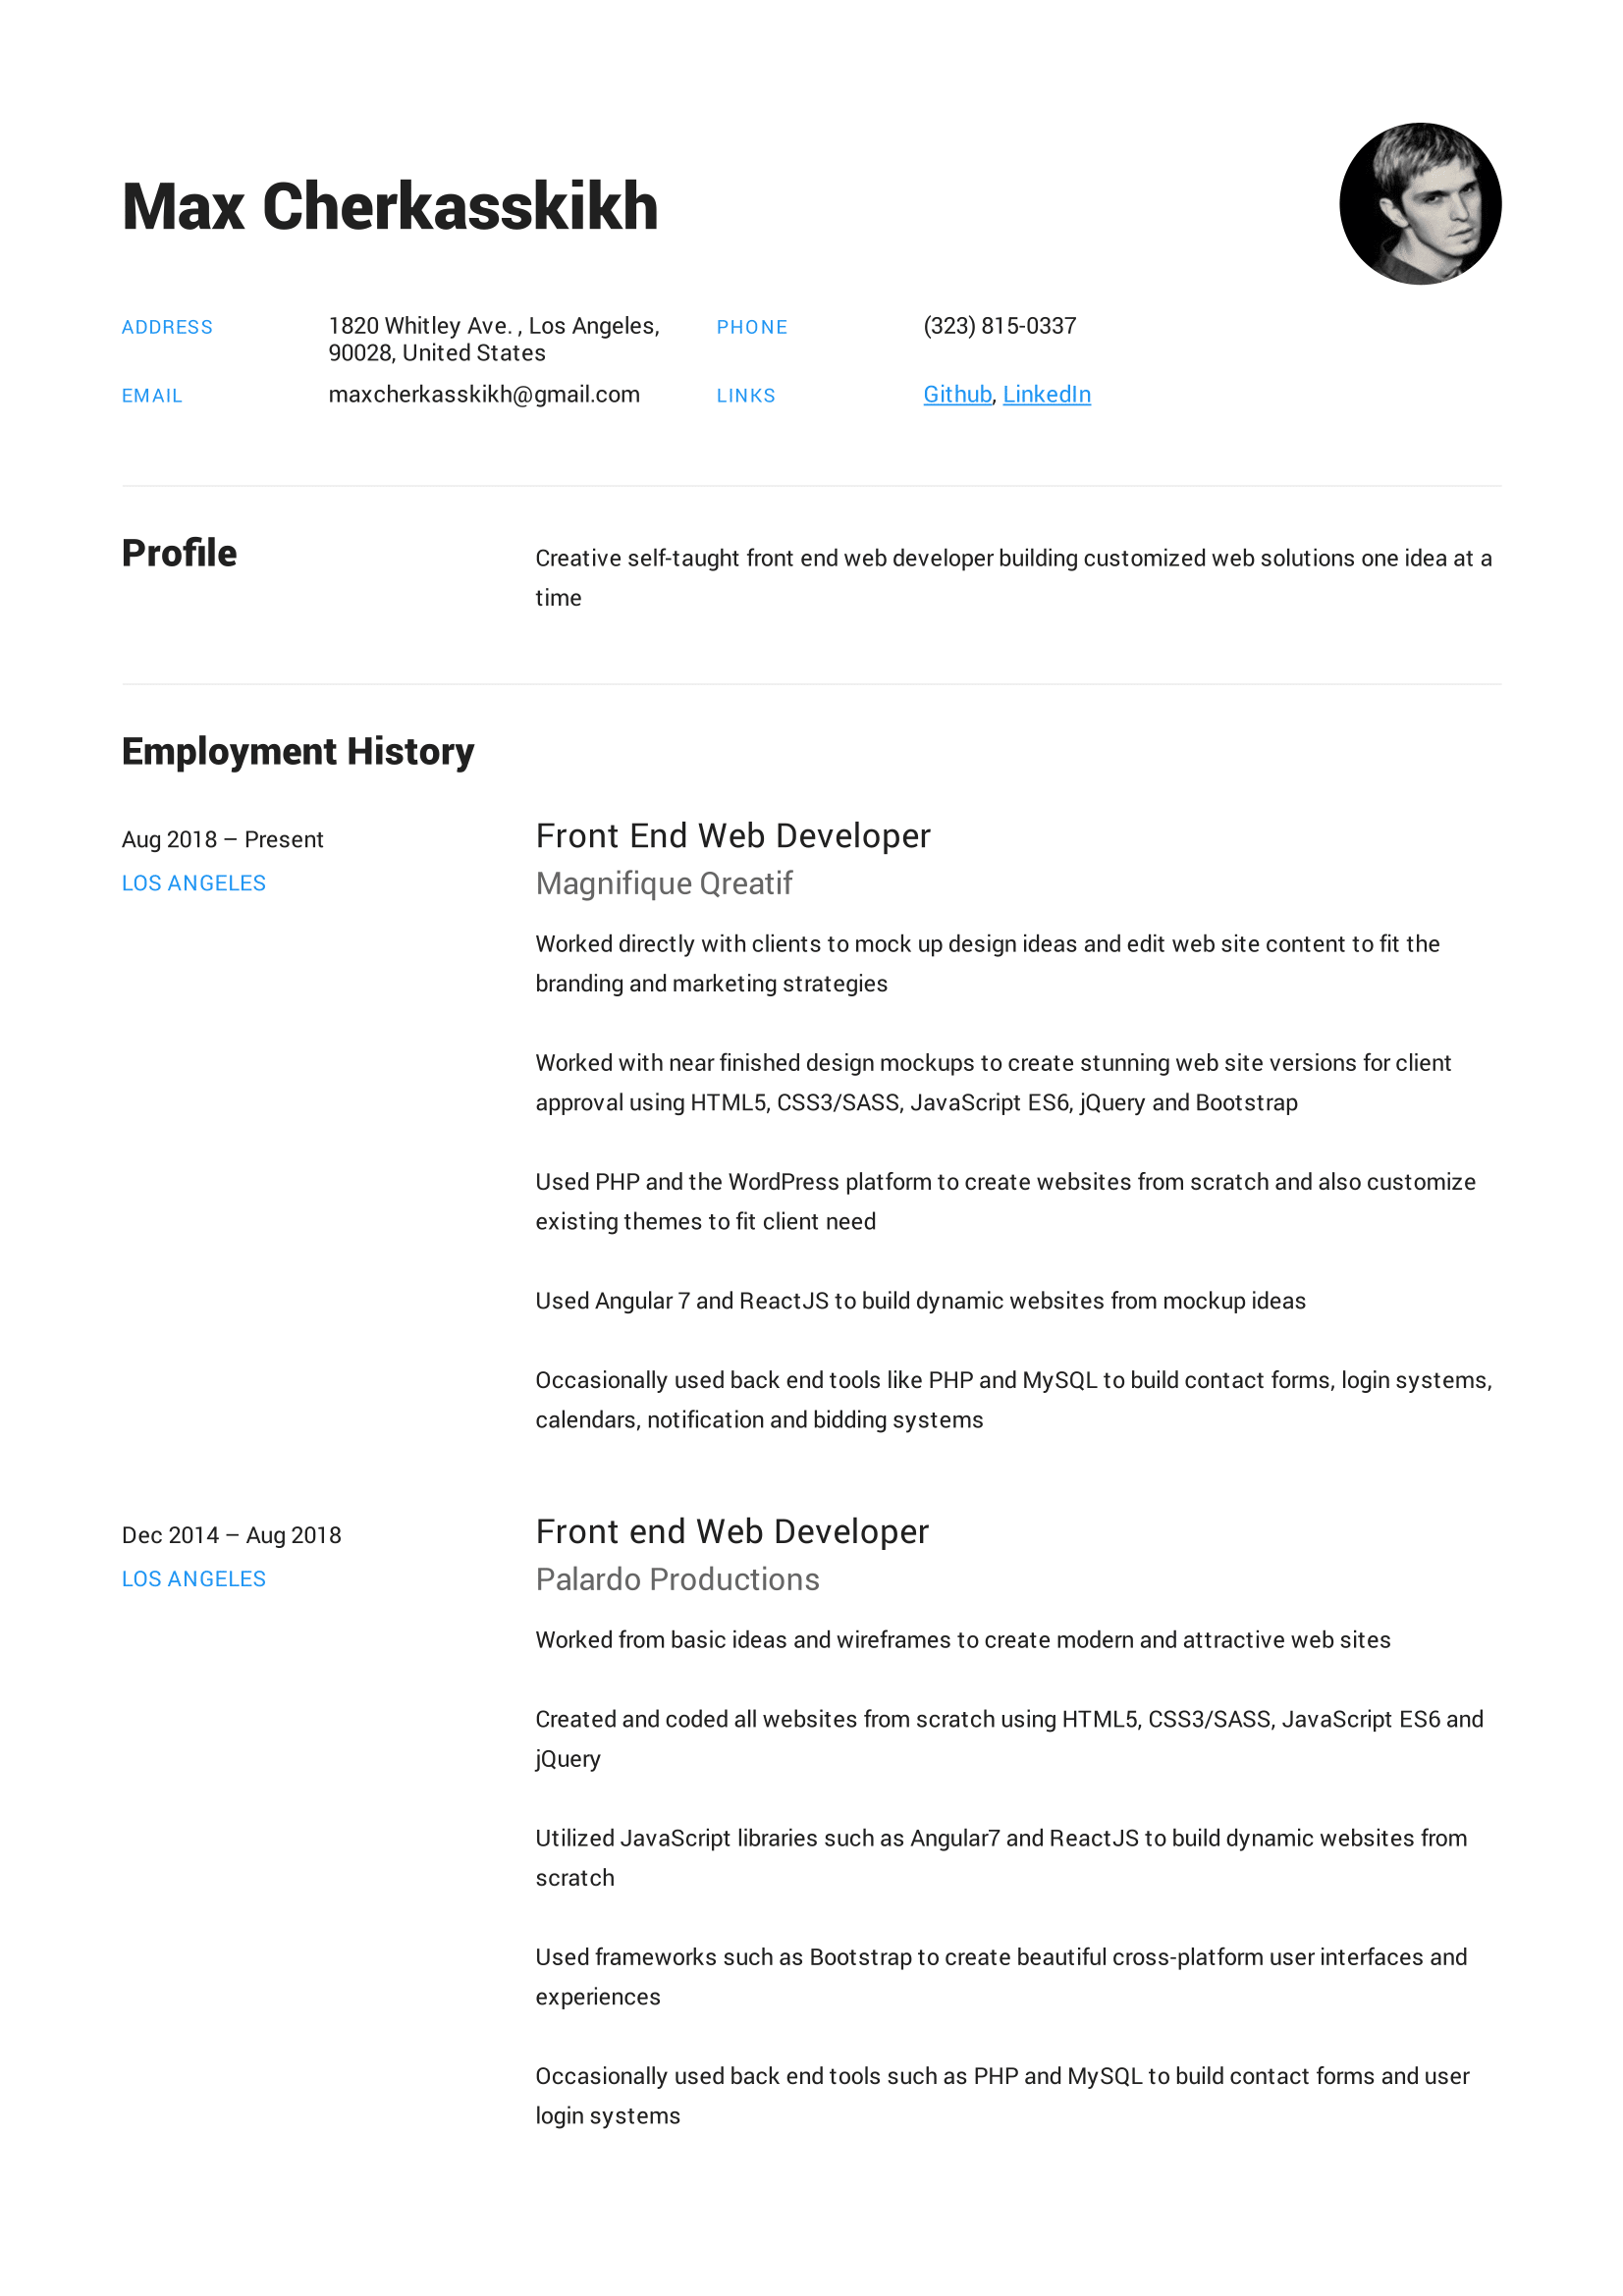 Max Cherkasskikh
ADDRESS
1820 Whitley Ave. , Los Angeles,
90028, United States
PHONE
(323) 815-0337
EMAIL
maxcherkasskikh@gmail.com
LINKS
Github, LinkedIn
Profile
Creative self-taught front end web developer building customized web solutions one idea at a
time
Employment History
Aug 2018 – Present
LOS ANGELES
Front End Web Developer
Magnifique Qreatif
Worked directly with clients to mock up design ideas and edit web site content to fit the
branding and marketing strategies
Worked with near finished design mockups to create stunning web site versions for client
approval using HTML5, CSS3/SASS, JavaScript ES6, jQuery and Bootstrap
Used PHP and the WordPress platform to create websites from scratch and also customize
existing themes to fit client need
Used Angular 7 and ReactJS to build dynamic websites from mockup ideas
Occasionally used back end tools like PHP and MySQL to build contact forms, login systems,
calendars, notification and bidding systems
Dec 2014 – Aug 2018
LOS ANGELES
Front end Web Developer
Palardo Productions
Worked from basic ideas and wireframes to create modern and attractive web sites
Created and coded all websites from scratch using HTML5, CSS3/SASS, JavaScript ES6 and
jQuery
Utilized JavaScript libraries such as Angular7 and ReactJS to build dynamic websites from
scratch
Used frameworks such as Bootstrap to create beautiful cross-platform user interfaces and
experiences
Occasionally used back end tools such as PHP and MySQL to build contact forms and user
login systems